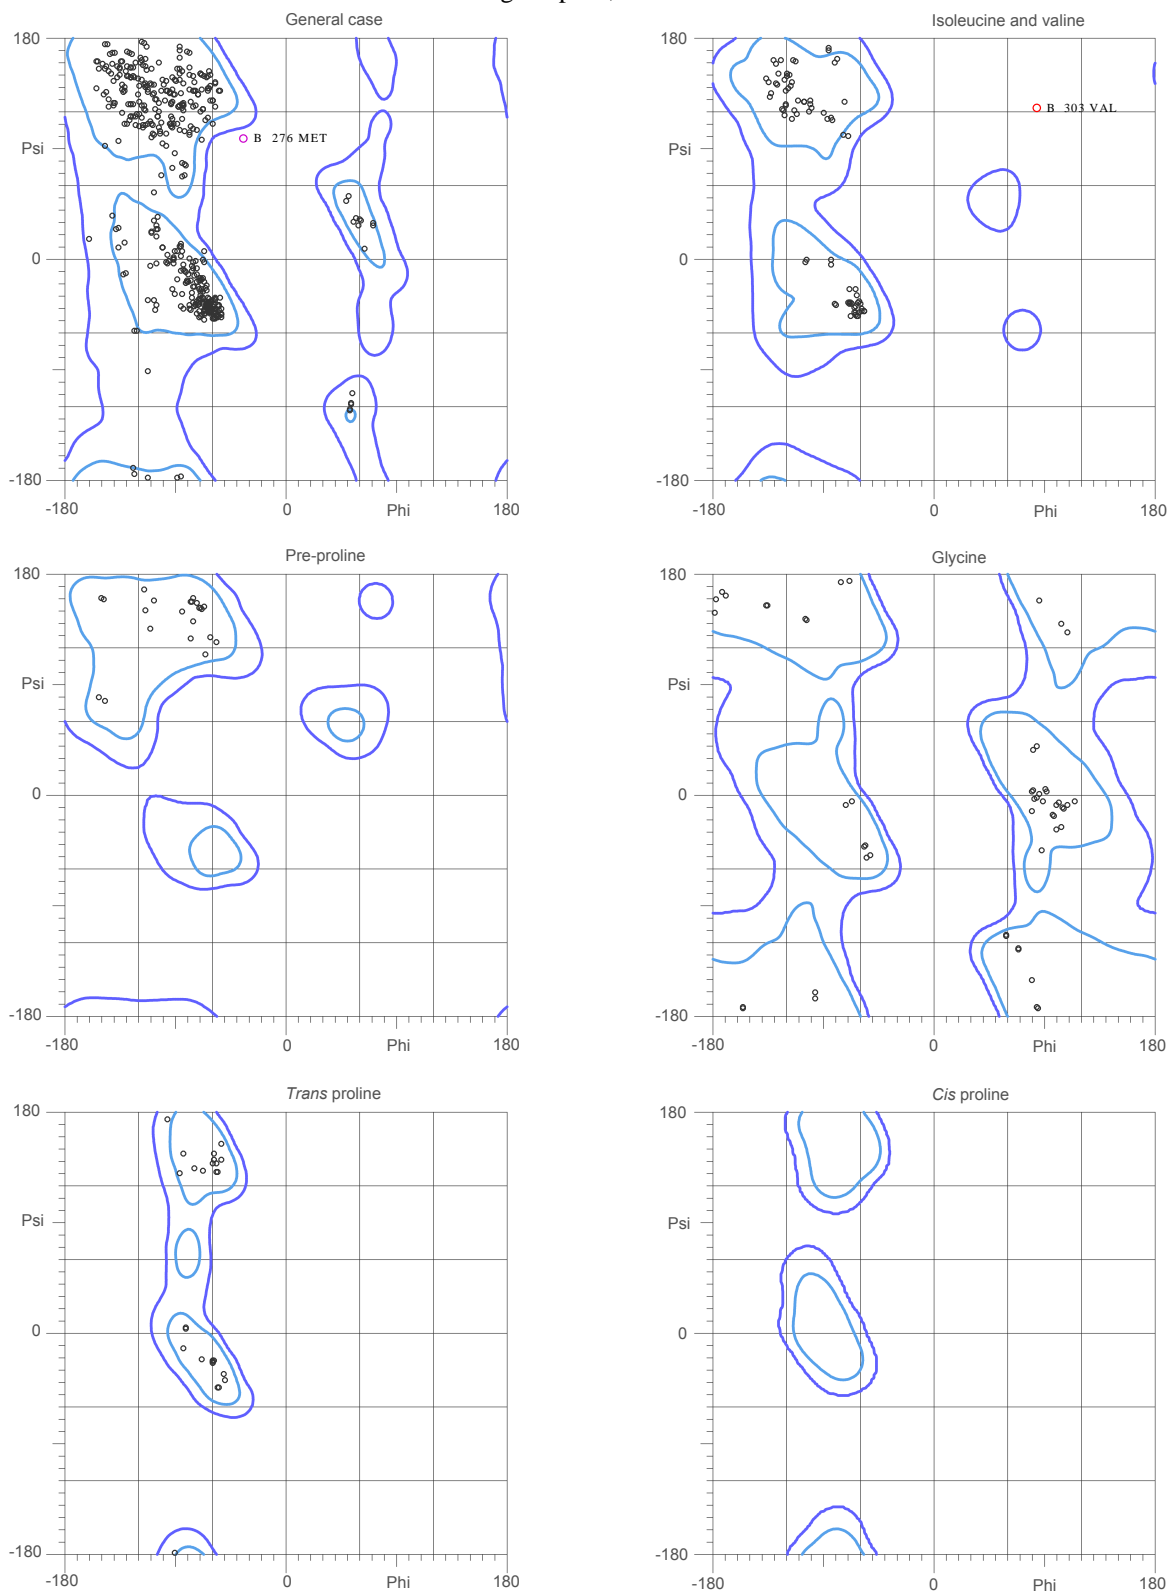 General case
180
B 276 MET
Psi
0
-180
-180
0
Phi
180
Isoleucine and valine
180
B 303 VAL
Psi
0
-180
-180
0
Phi
180
Pre-proline
180
Psi
0
-180
-180
0
Phi
180
Glycine
180
Psi
0
-180
-180
0
Phi
180
Trans proline
180
Psi
0
-180
-180
0
Phi
180
Cis proline
180
Psi
0
-180
-180
0
Phi
180